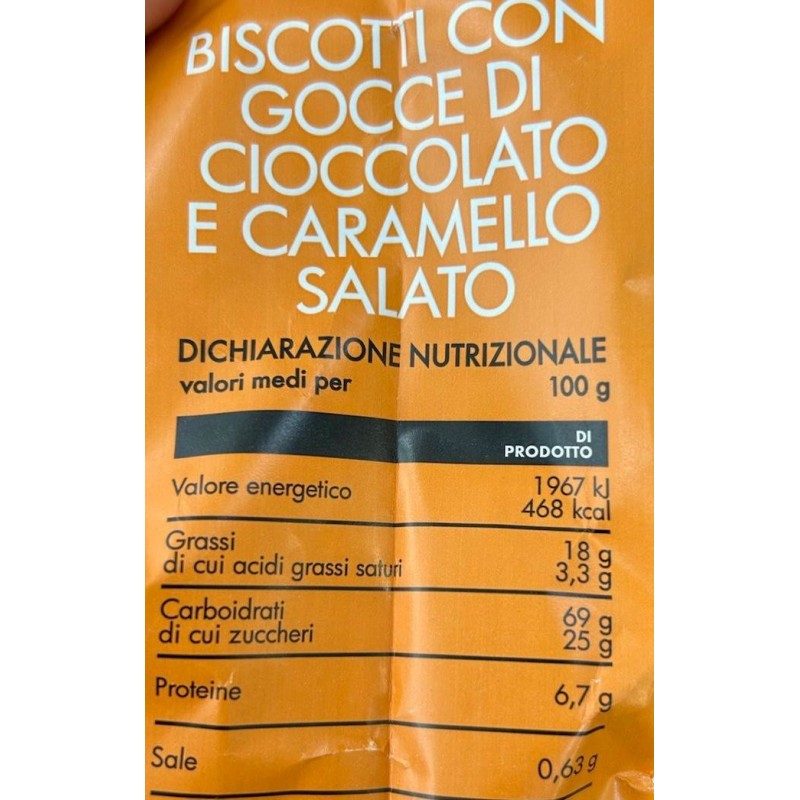 BISCOTTI CON
GOCCE DI
CIOCCOLATO
E CARAMELLO
SALATO
DICHIARAZIONE NUTRIZIONALE
valori medi per 100 g
DI
PRODOTTO
Valore energetico 1967 kJ
468 kcal
Grassi 18 g
di cui acidi grassi saturi 3,3 g
Carboidrati 69 g
di cui zuccheri 25 g
Proteine 6,7 g
Sale 0,63 g